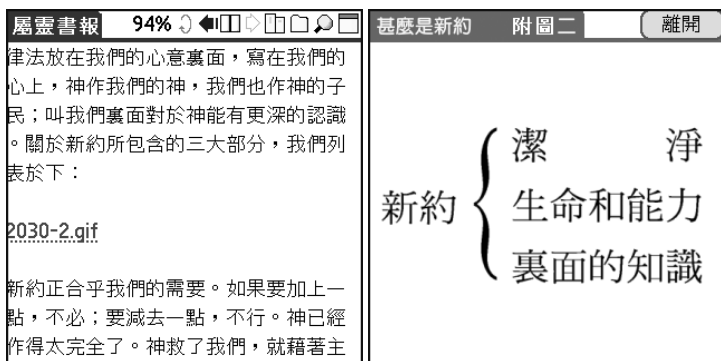 屬靈書報 94%
律法放在我們的心意裏面，寫在我們的
心上，神作我們的神，我們也作神的子
民；叫我們裏面對於神能有更深的認識
。關於新約所包含的三大部分，我們列
表於下：
2030-2.gif
新約正合乎我們的需要。如果要加上一
點，不必；要減去一點，不行。神已經
作得太完全了。神救了我們，就藉著主
甚麼是新約 附圖二 離開
新約
潔 淨
生命和能力
裏面的知識